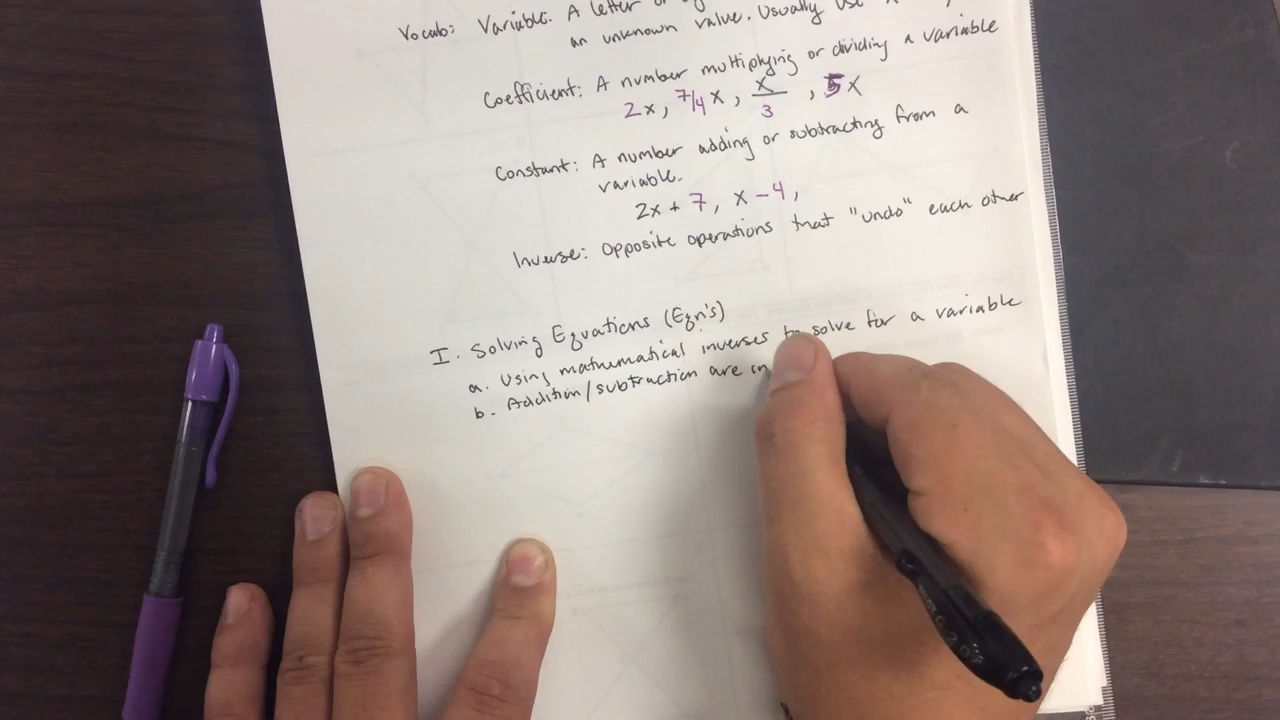 Vocab: Variable. A letter or
an unknown value. Usually use
Coefficient: A number multiplying or dividing a variable
2x, 7/4 x, x/3, 5x
Constant: A number adding or subtracting from a
variable.
2x + 7, x - 4,
Inverse: Opposite operations that "undo" each other
I. Solving Equations (Eqn's)
a. Using mathematical inverses to solve for a variable
b. Addition/subtraction are in